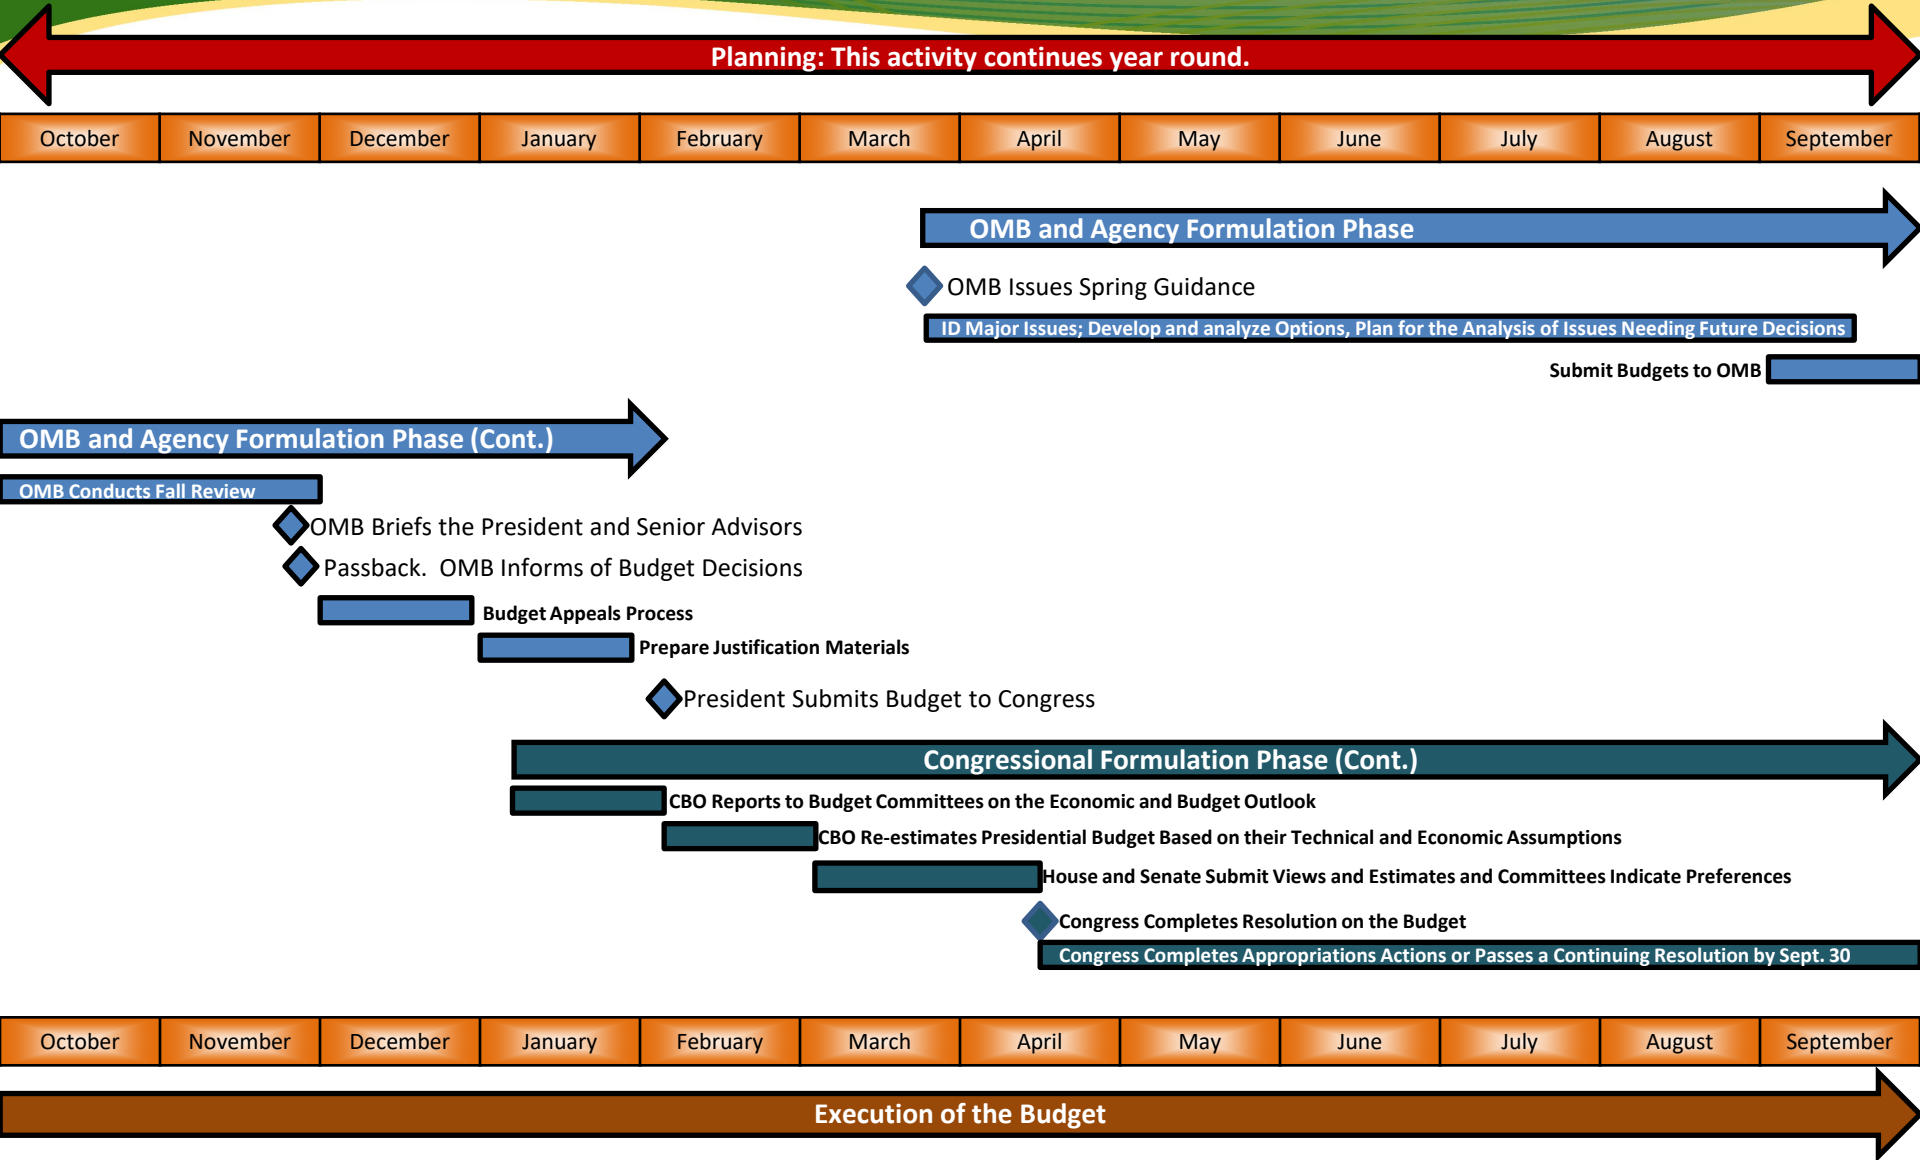 Planning: This activity continues year round.
October November December January February March April May June July August September
OMB and Agency Formulation Phase
OMB Issues Spring Guidance
ID Major Issues; Develop and analyze Options, Plan for the Analysis of Issues Needing Future Decisions
Submit Budgets to OMB
OMB and Agency Formulation Phase (Cont.)
OMB Conducts Fall Review
OMB Briefs the President and Senior Advisors
Passback. OMB Informs of Budget Decisions
Budget Appeals Process
Prepare Justification Materials
President Submits Budget to Congress
Congressional Formulation Phase (Cont.)
CBO Reports to Budget Committees on the Economic and Budget Outlook
CBO Re-estimates Presidential Budget Based on their Technical and Economic Assumptions
House and Senate Submit Views and Estimates and Committees Indicate Preferences
Congress Completes Resolution on the Budget
Congress Completes Appropriations Actions or Passes a Continuing Resolution by Sept. 30
October November December January February March April May June July August September
Execution of the Budget